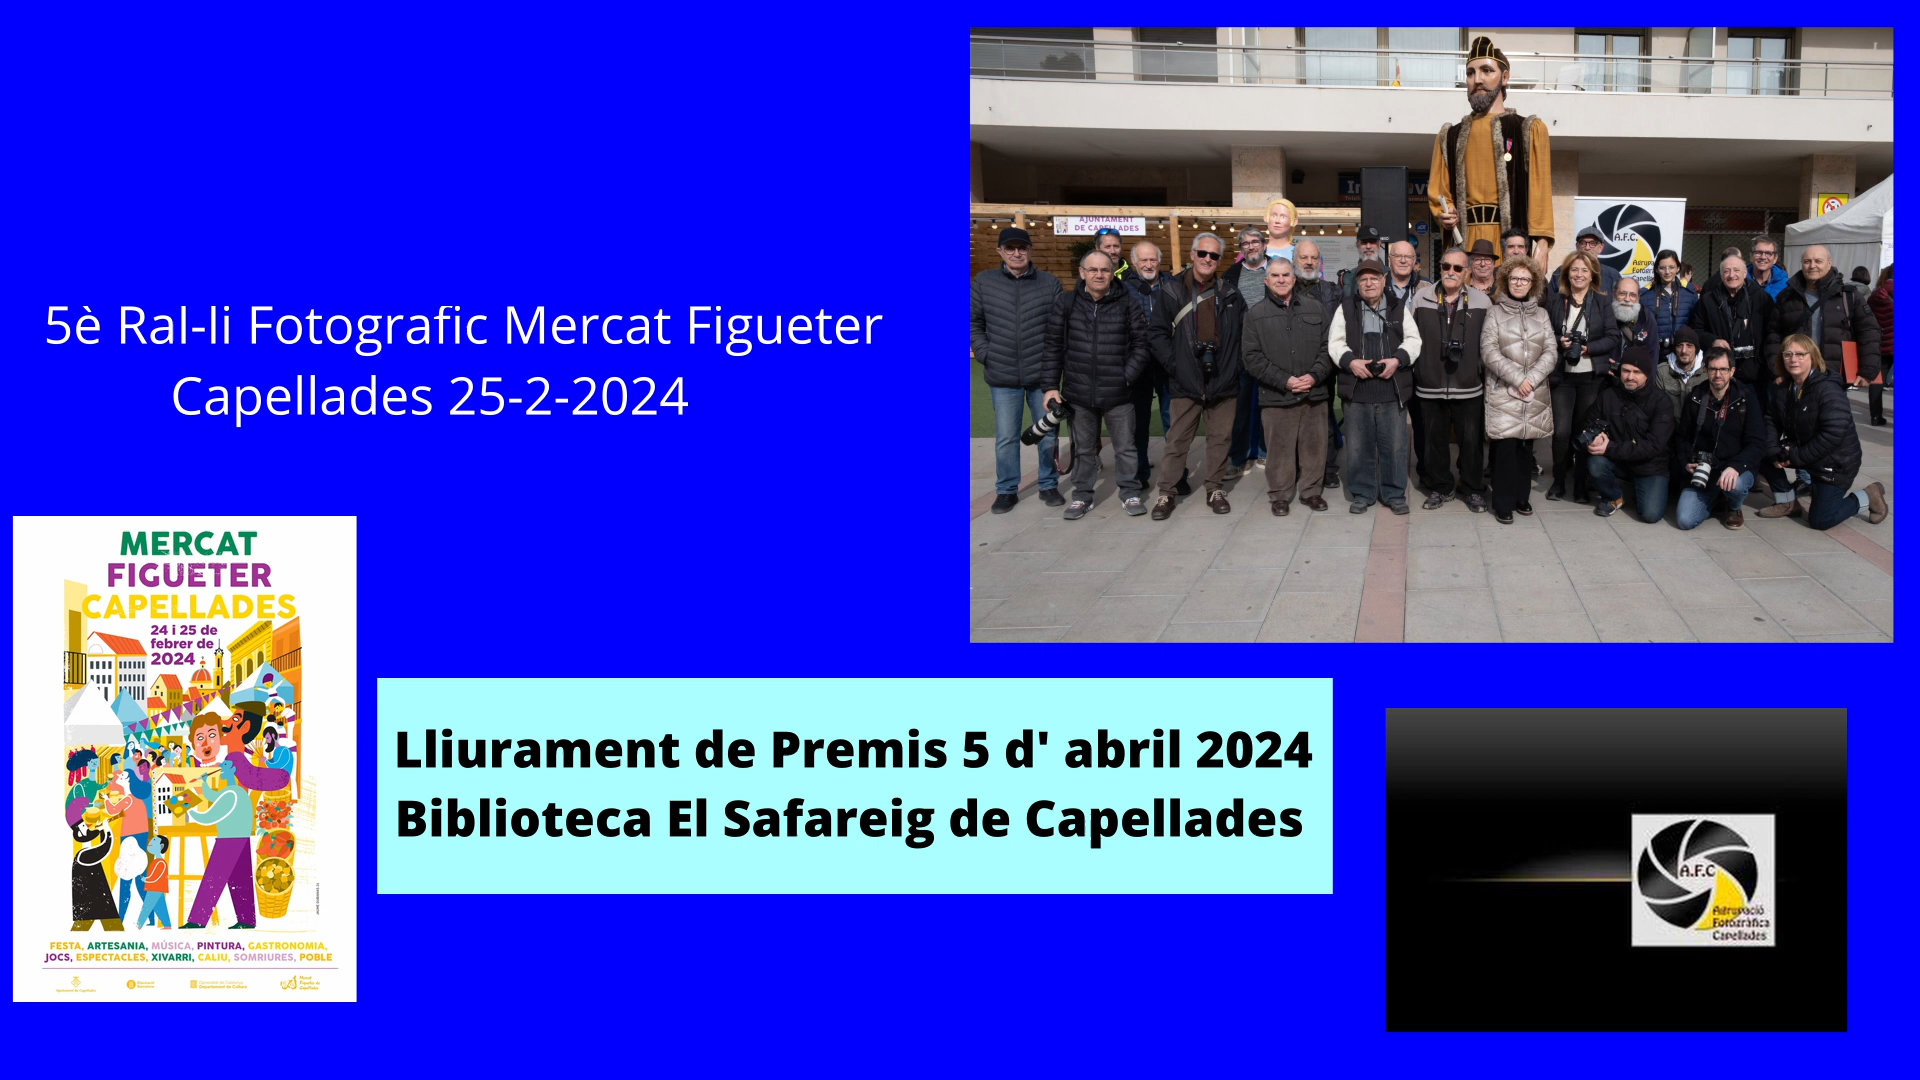 5è Ral-li Fotografic Mercat Figueter
Capellades 25-2-2024
AJUNTAMENT
DE CAPELLADES
A.F.C.
MERCAT
FIGUETER
CAPELLADES
24 i 25 de
febrer de
2024
FESTA, ARTESANIA, MÚSICA, PINTURA, GASTRONOMIA,
JOCS, ESPECTACLES, XIVARRI, CALIU, SOMRIURES, POBLE
Lliurament de Premis 5 d' abril 2024
Biblioteca El Safareig de Capellades
A.F.C
Agrupació
Fotogràfica
Capellades